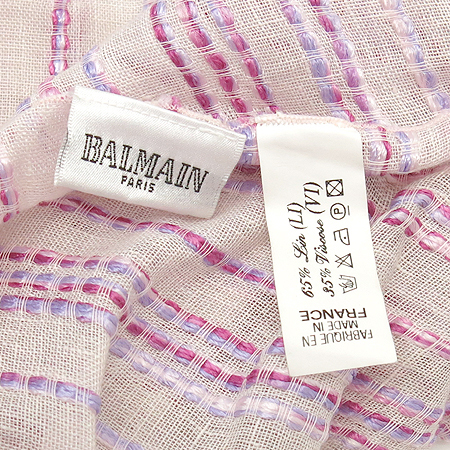 BALMAIN
PARIS
65% Lin (LI)
35% Viscose (VI)
FABRIQUE EN
MADE IN
FRANCE